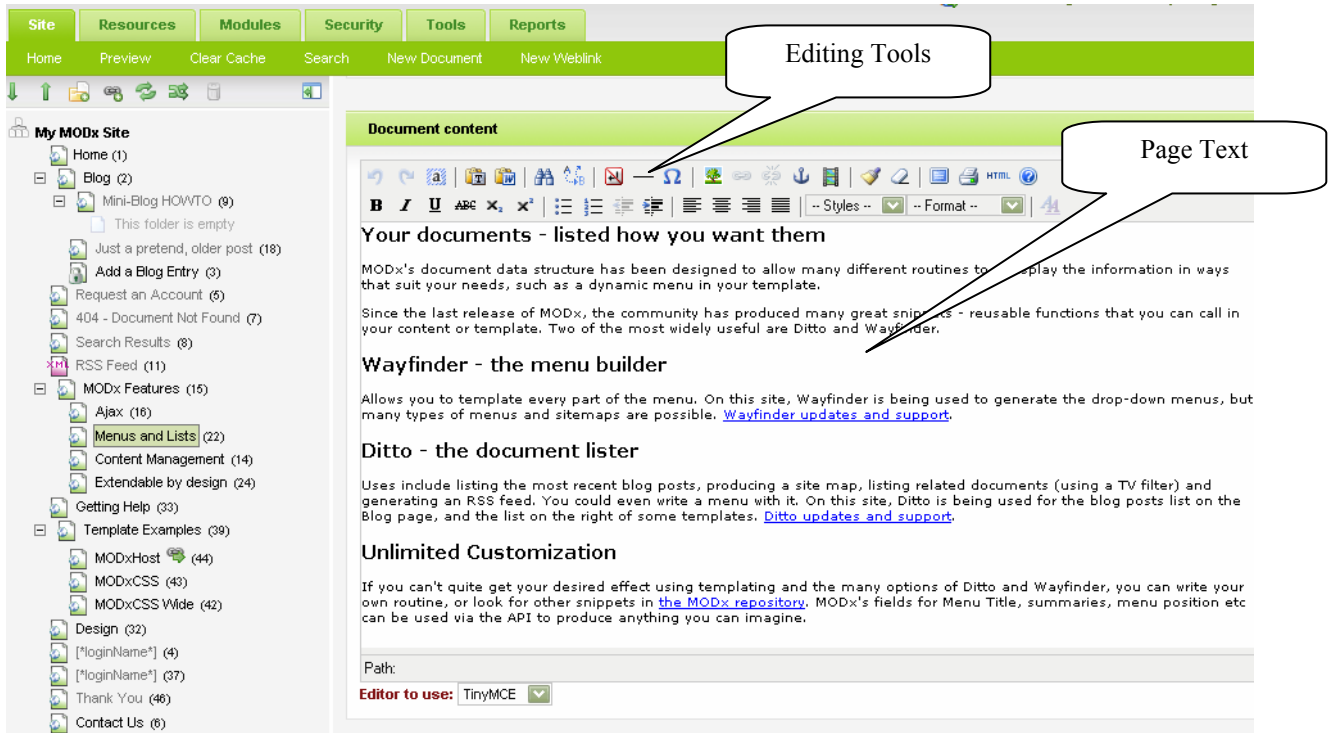 Site Resources Modules Security Tools Reports
Home Preview Clear Cache Search New Document New Weblink
Editing Tools
My MODx Site
Home (1)
Blog (2)
Mini-Blog HOWTO (9)
This folder is empty
Just a pretend, older post (18)
Add a Blog Entry (3)
Request an Account (5)
404 - Document Not Found (7)
Search Results (8)
XML RSS Feed (11)
MODx Features (15)
Ajax (16)
Menus and Lists (22)
Content Management (14)
Extendable by design (24)
Getting Help (33)
Template Examples (39)
MODxHost (44)
MODxCSS (43)
MODxCSS Wide (42)
Design (32)
[*loginName*] (4)
[*loginName*] (37)
Thank You (46)
Contact Us (6)
Document content
Page Text
HTML
B I U ABC X₂ X² -- Styles -- -- Format --
Your documents - listed how you want them
MODx's document data structure has been designed to allow many different routines to display the information in ways
that suit your needs, such as a dynamic menu in your template.
Since the last release of MODx, the community has produced many great snippets - reusable functions that you can call in
your content or template. Two of the most widely useful are Ditto and Wayfinder.
Wayfinder - the menu builder
Allows you to template every part of the menu. On this site, Wayfinder is being used to generate the drop-down menus, but
many types of menus and sitemaps are possible. Wayfinder updates and support.
Ditto - the document lister
Uses include listing the most recent blog posts, producing a site map, listing related documents (using a TV filter) and
generating an RSS feed. You could even write a menu with it. On this site, Ditto is being used for the blog posts list on the
Blog page, and the list on the right of some templates. Ditto updates and support.
Unlimited Customization
If you can't quite get your desired effect using templating and the many options of Ditto and Wayfinder, you can write your
own routine, or look for other snippets in the MODx repository. MODx's fields for Menu Title, summaries, menu position etc
can be used via the API to produce anything you can imagine.
Path:
Editor to use: TinyMCE